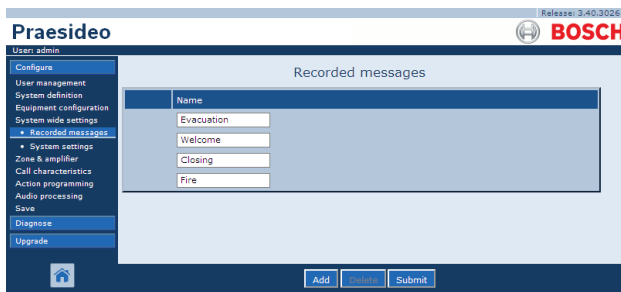 Release: 3.40.3026
Praesideo
BOSCH
User: admin
Configure
User management
System definition
Equipment configuration
System wide settings
• Recorded messages
• System settings
Zone & amplifier
Call characteristics
Action programming
Audio processing
Save
Diagnose
Upgrade
Recorded messages
Name
Evacuation
Welcome
Closing
Fire
Add Delete Submit